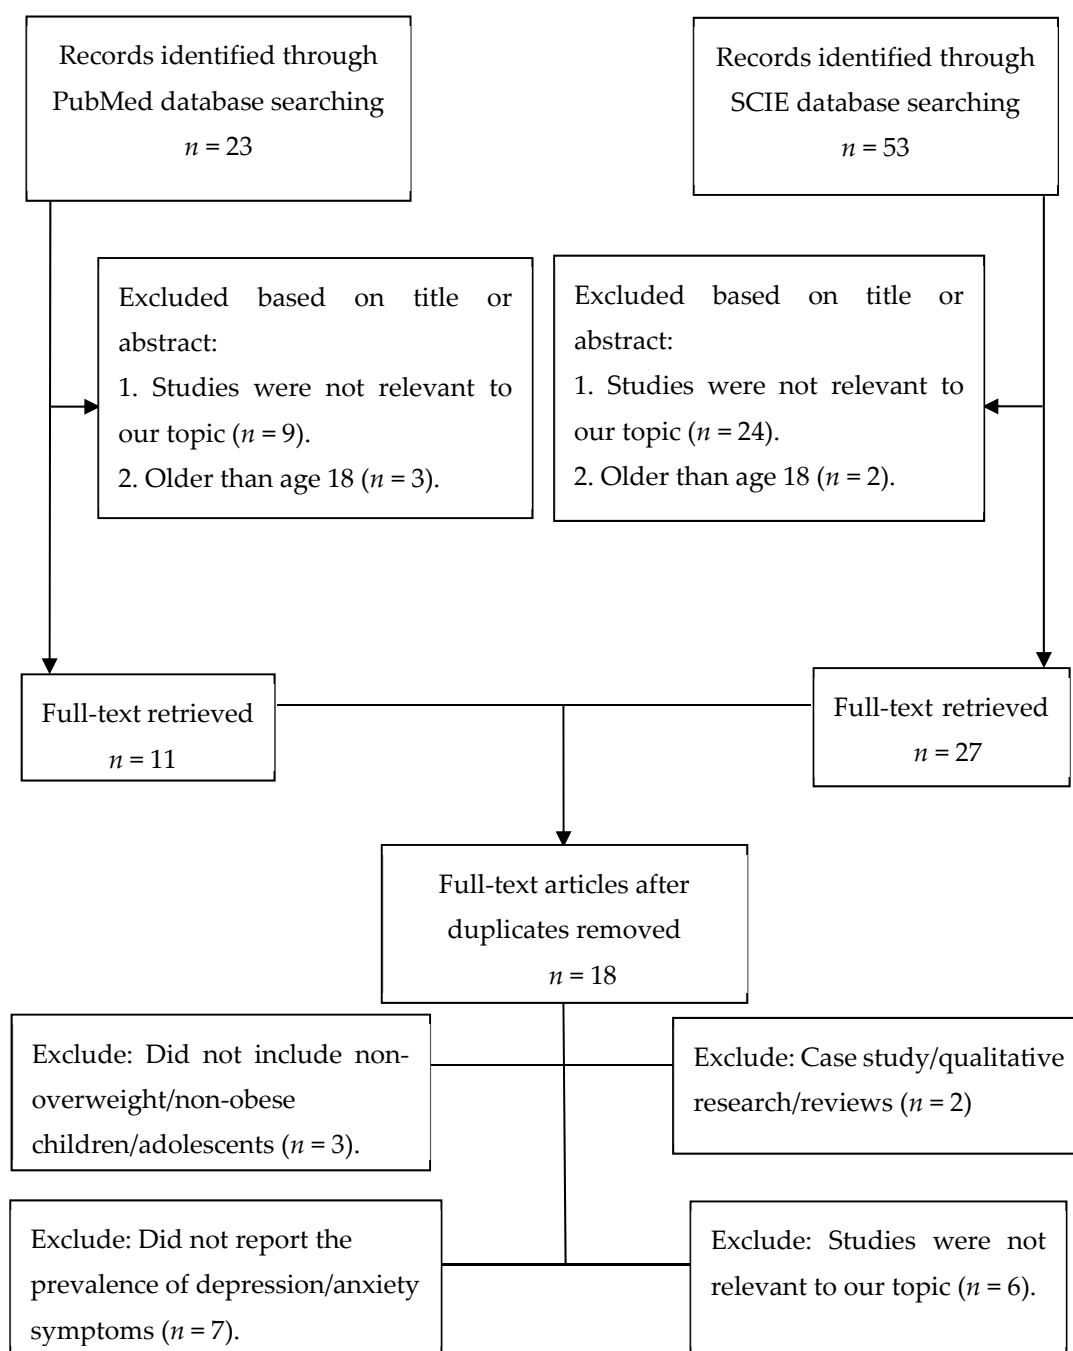 Records identified through
PubMed database searching
n = 23
Records identified through
SCIE database searching
n = 53
Excluded based on title or
abstract:
1. Studies were not relevant to
our topic (n = 9).
2. Older than age 18 (n = 3).
Excluded based on title or
abstract:
1. Studies were not relevant to
our topic (n = 24).
2. Older than age 18 (n = 2).
Full-text retrieved
n = 11
Full-text retrieved
n = 27
Full-text articles after
duplicates removed
n = 18
Exclude: Did not include non-
overweight/non-obese
children/adolescents (n = 3).
Exclude: Case study/qualitative
research/reviews (n = 2)
Exclude: Did not report the
prevalence of depression/anxiety
symptoms (n = 7).
Exclude: Studies were not
relevant to our topic (n = 6).